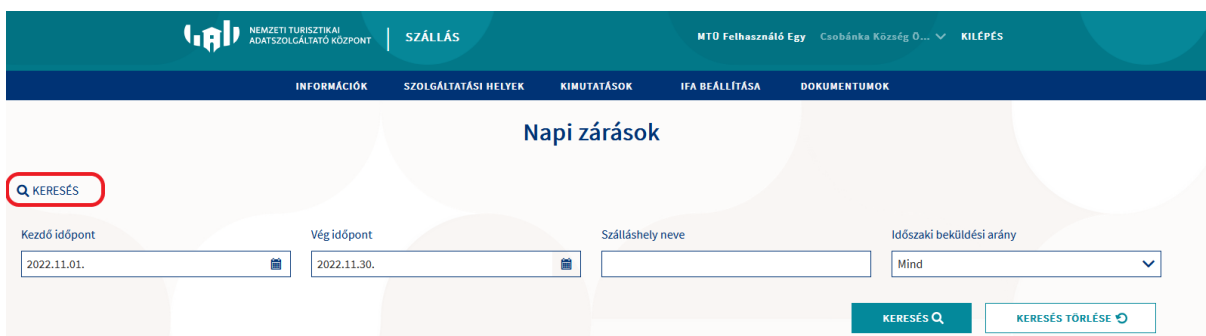 NEMZETI TURISZTIKAI
ADATSZOLGÁLTATÓ KÖZPONT
SZÁLLÁS
MTÜ Felhasználó Egy Csobánka Község Ö... KILÉPÉS
INFORMÁCIÓK SZOLGÁLTATÁSI HELYEK KIMUTATÁSOK IFA BEÁLLÍTÁSA DOKUMENTUMOK
Napi zárások
KERESÉS
Kezdő időpont Vég időpont Szálláshely neve Időszaki beküldési arány
2022.11.01. 2022.11.30. Mind
KERESÉS KERESÉS TÖRLÉSE